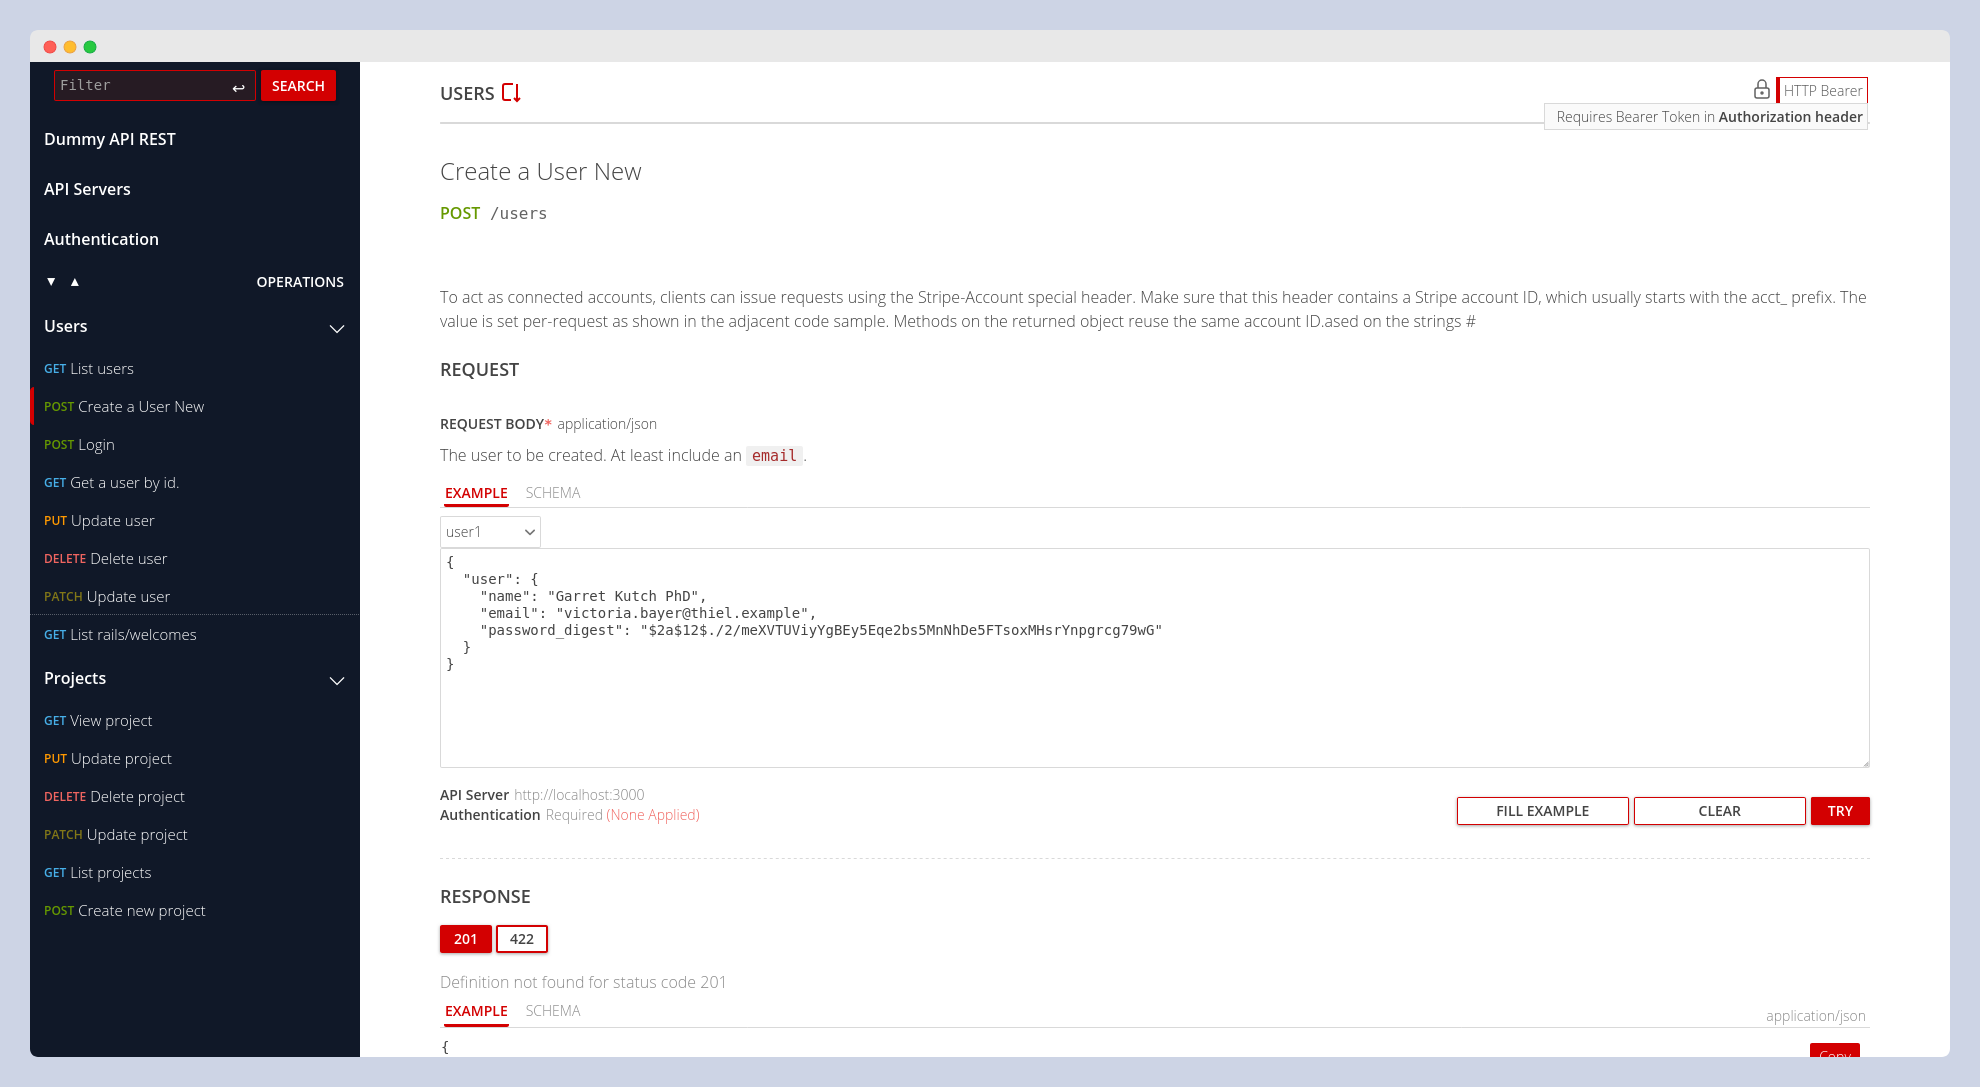 Filter
SEARCH
Dummy API REST
API Servers
Authentication
▼ ▲ OPERATIONS
Users
GET List users
POST Create a User New
POST Login
GET Get a user by id.
PUT Update user
DELETE Delete user
PATCH Update user
GET List rails/welcomes
Projects
GET View project
PUT Update project
DELETE Delete project
PATCH Update project
GET List projects
POST Create new project
USERS
HTTP Bearer
Requires Bearer Token in Authorization header
Create a User New
POST /users
To act as connected accounts, clients can issue requests using the Stripe-Account special header. Make sure that this header contains a Stripe account ID, which usually starts with the acct_ prefix. The
value is set per-request as shown in the adjacent code sample. Methods on the returned object reuse the same account ID.ased on the strings #
REQUEST
REQUEST BODY* application/json
The user to be created. At least include an email.
EXAMPLE SCHEMA
user1
{
  "user": {
    "name": "Garret Kutch PhD",
    "email": "victoria.bayer@thiel.example",
    "password_digest": "$2a$12$./2/meXVTUViyYgBEy5Eqe2bs5MnNhDe5FTsoxMHsrYnpgrcg79wG"
  }
}
API Server http://localhost:3000
Authentication Required (None Applied)
FILL EXAMPLE
CLEAR
TRY
RESPONSE
201 422
Definition not found for status code 201
EXAMPLE SCHEMA
application/json
{
Copy